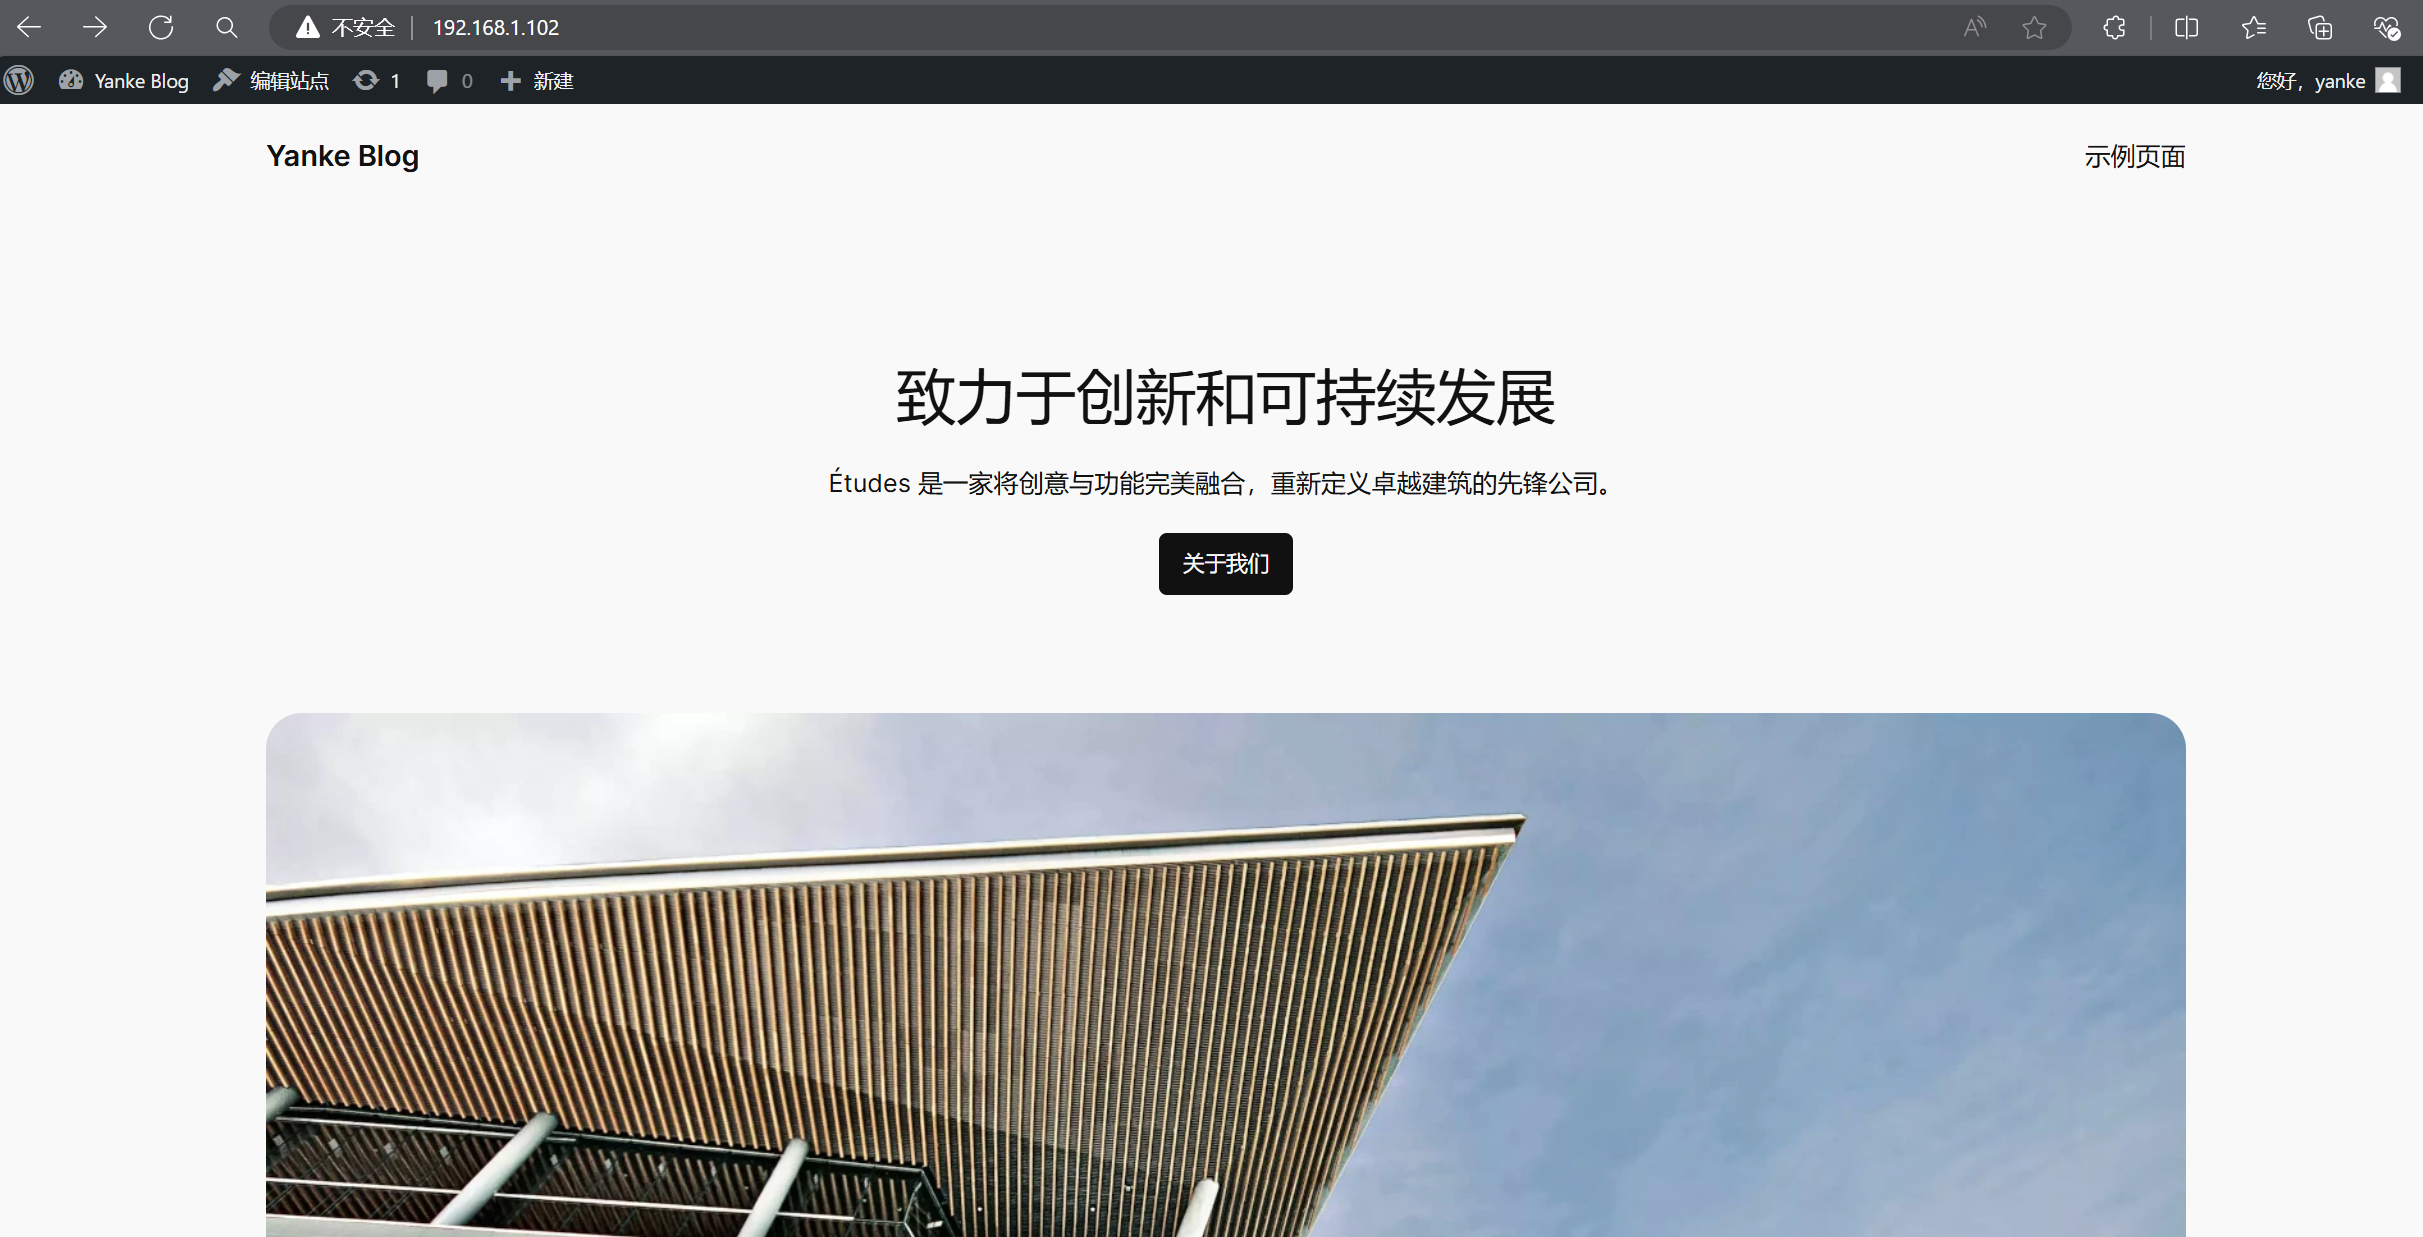 不安全 192.168.1.102
Yanke Blog 编辑站点 1 0 新建 您好，yanke
Yanke Blog 示例页面
致力于创新和可持续发展
Études 是一家将创意与功能完美融合，重新定义卓越建筑的先锋公司。
关于我们